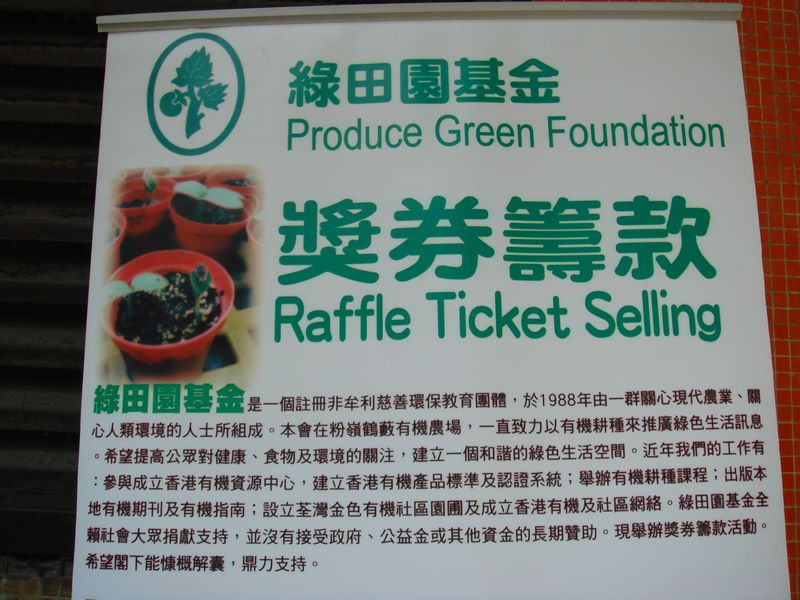 綠田園基金
Produce Green Foundation
獎券籌款
Raffle Ticket Selling
綠田園基金是一個註冊非牟利慈善環保教育團體，於1988年由一群關心現代農業、關
心人類環境的人士所組成。本會在粉嶺鶴藪有機農場，一直致力以有機耕種來推廣綠色生活訊息
。希望提高公眾對健康、食物及環境的關注，建立一個和諧的綠色生活空間。近年我們的工作有
：參與成立香港有機資源中心，建立香港有機產品標準及認證系統；舉辦有機耕種課程；出版本
地有機期刊及有機指南；設立荃灣金色有機社區園圃及成立香港有機及社區網絡。綠田園基金全
賴社會大眾捐獻支持，並沒有接受政府、公益金或其他資金的長期贊助。現舉辦獎券籌款活動。
希望閣下能慷概解囊，鼎力支持。